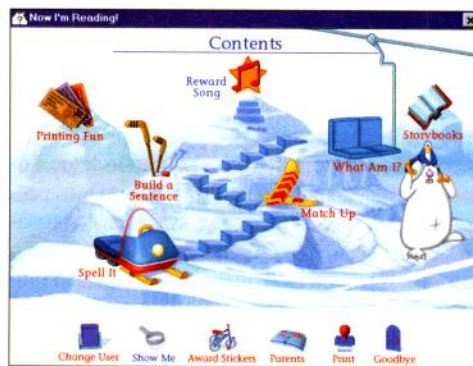 Now I'm Reading!
Contents
Reward
Song
Printing Fun
Storybooks
What Am I?
Build a
Sentence
Match Up
Spell It
Change User
Show Me
Award Stickers
Parents
Print
Goodbye